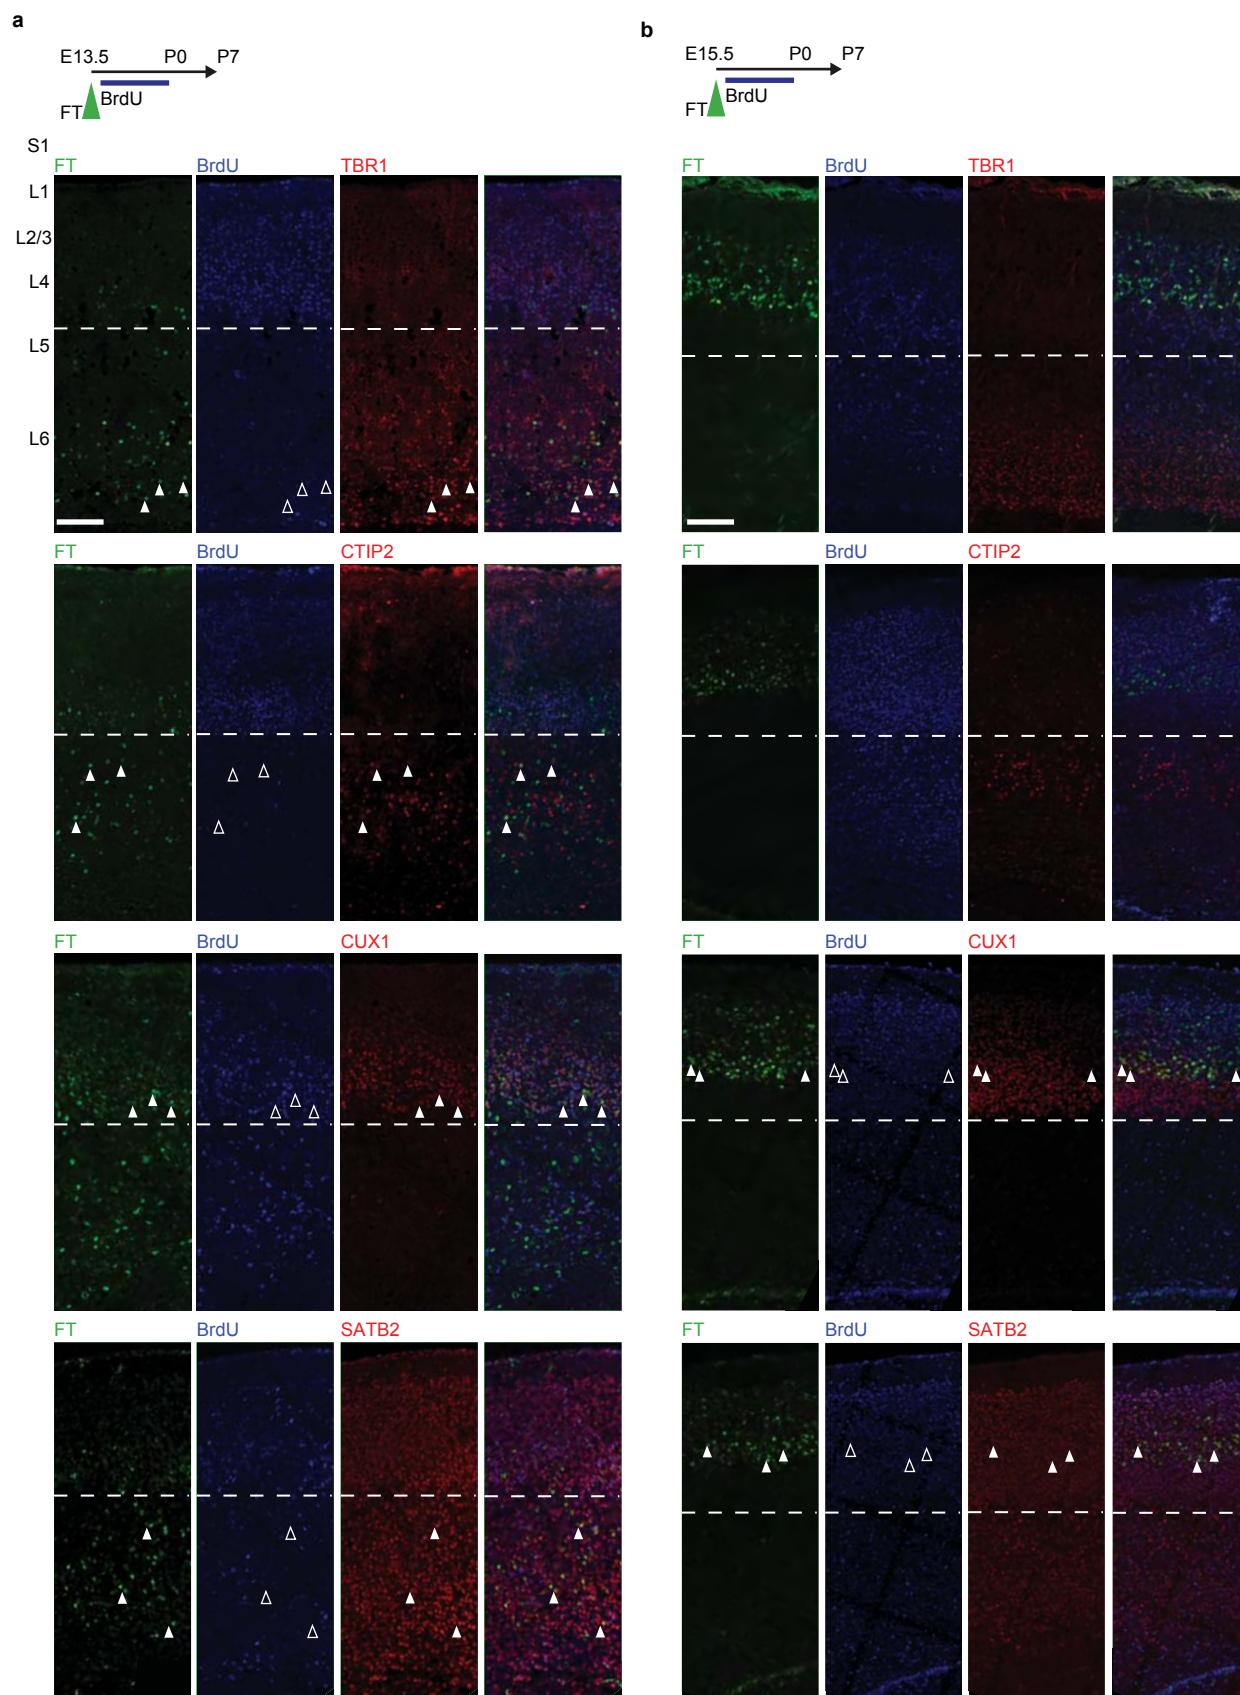 a
E13.5 P0 P7
BrdU
FT
S1
FT BrdU TBR1
L1
L2/3
L4
L5
L6
FT BrdU CTIP2
FT BrdU CUX1
FT BrdU SATB2
b
E15.5 P0 P7
BrdU
FT
FT BrdU TBR1
FT BrdU CTIP2
FT BrdU CUX1
FT BrdU SATB2